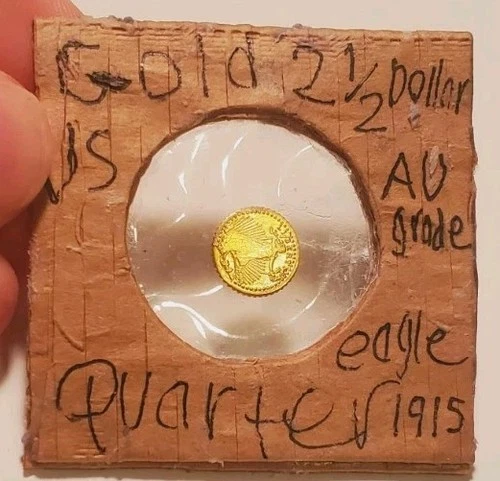 Gold 2 1/2 Dollar
US AU
grade
eagle
Quarter 1915